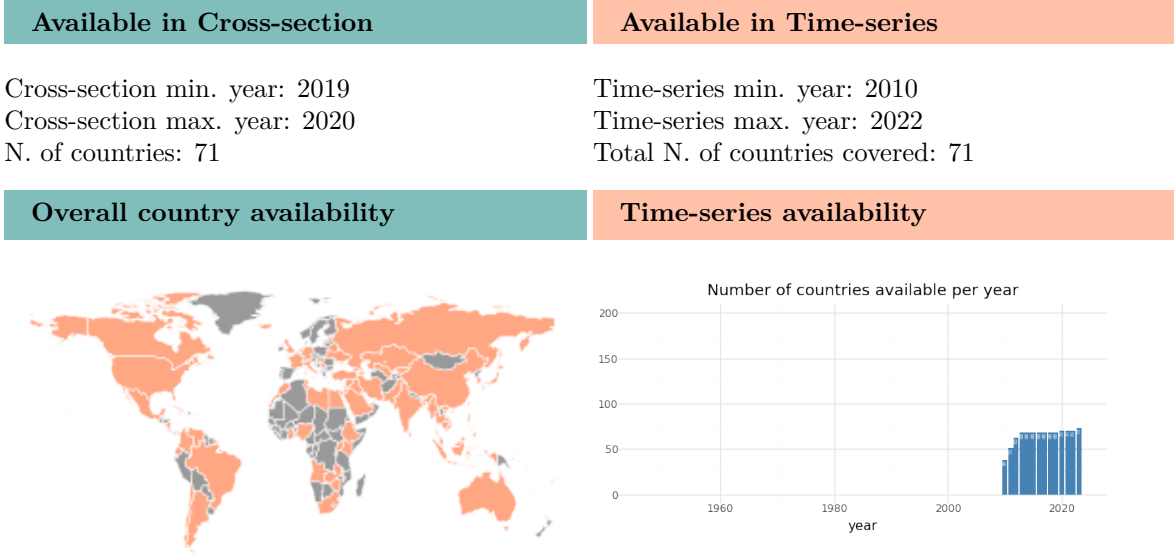 Available in Cross-section
Available in Time-series
Cross-section min. year: 2019
Cross-section max. year: 2020
N. of countries: 71
Time-series min. year: 2010
Time-series max. year: 2022
Total N. of countries covered: 71
Overall country availability
Time-series availability
Number of countries available per year
200
150
100
50
0
1960
1980
2000
2020
year